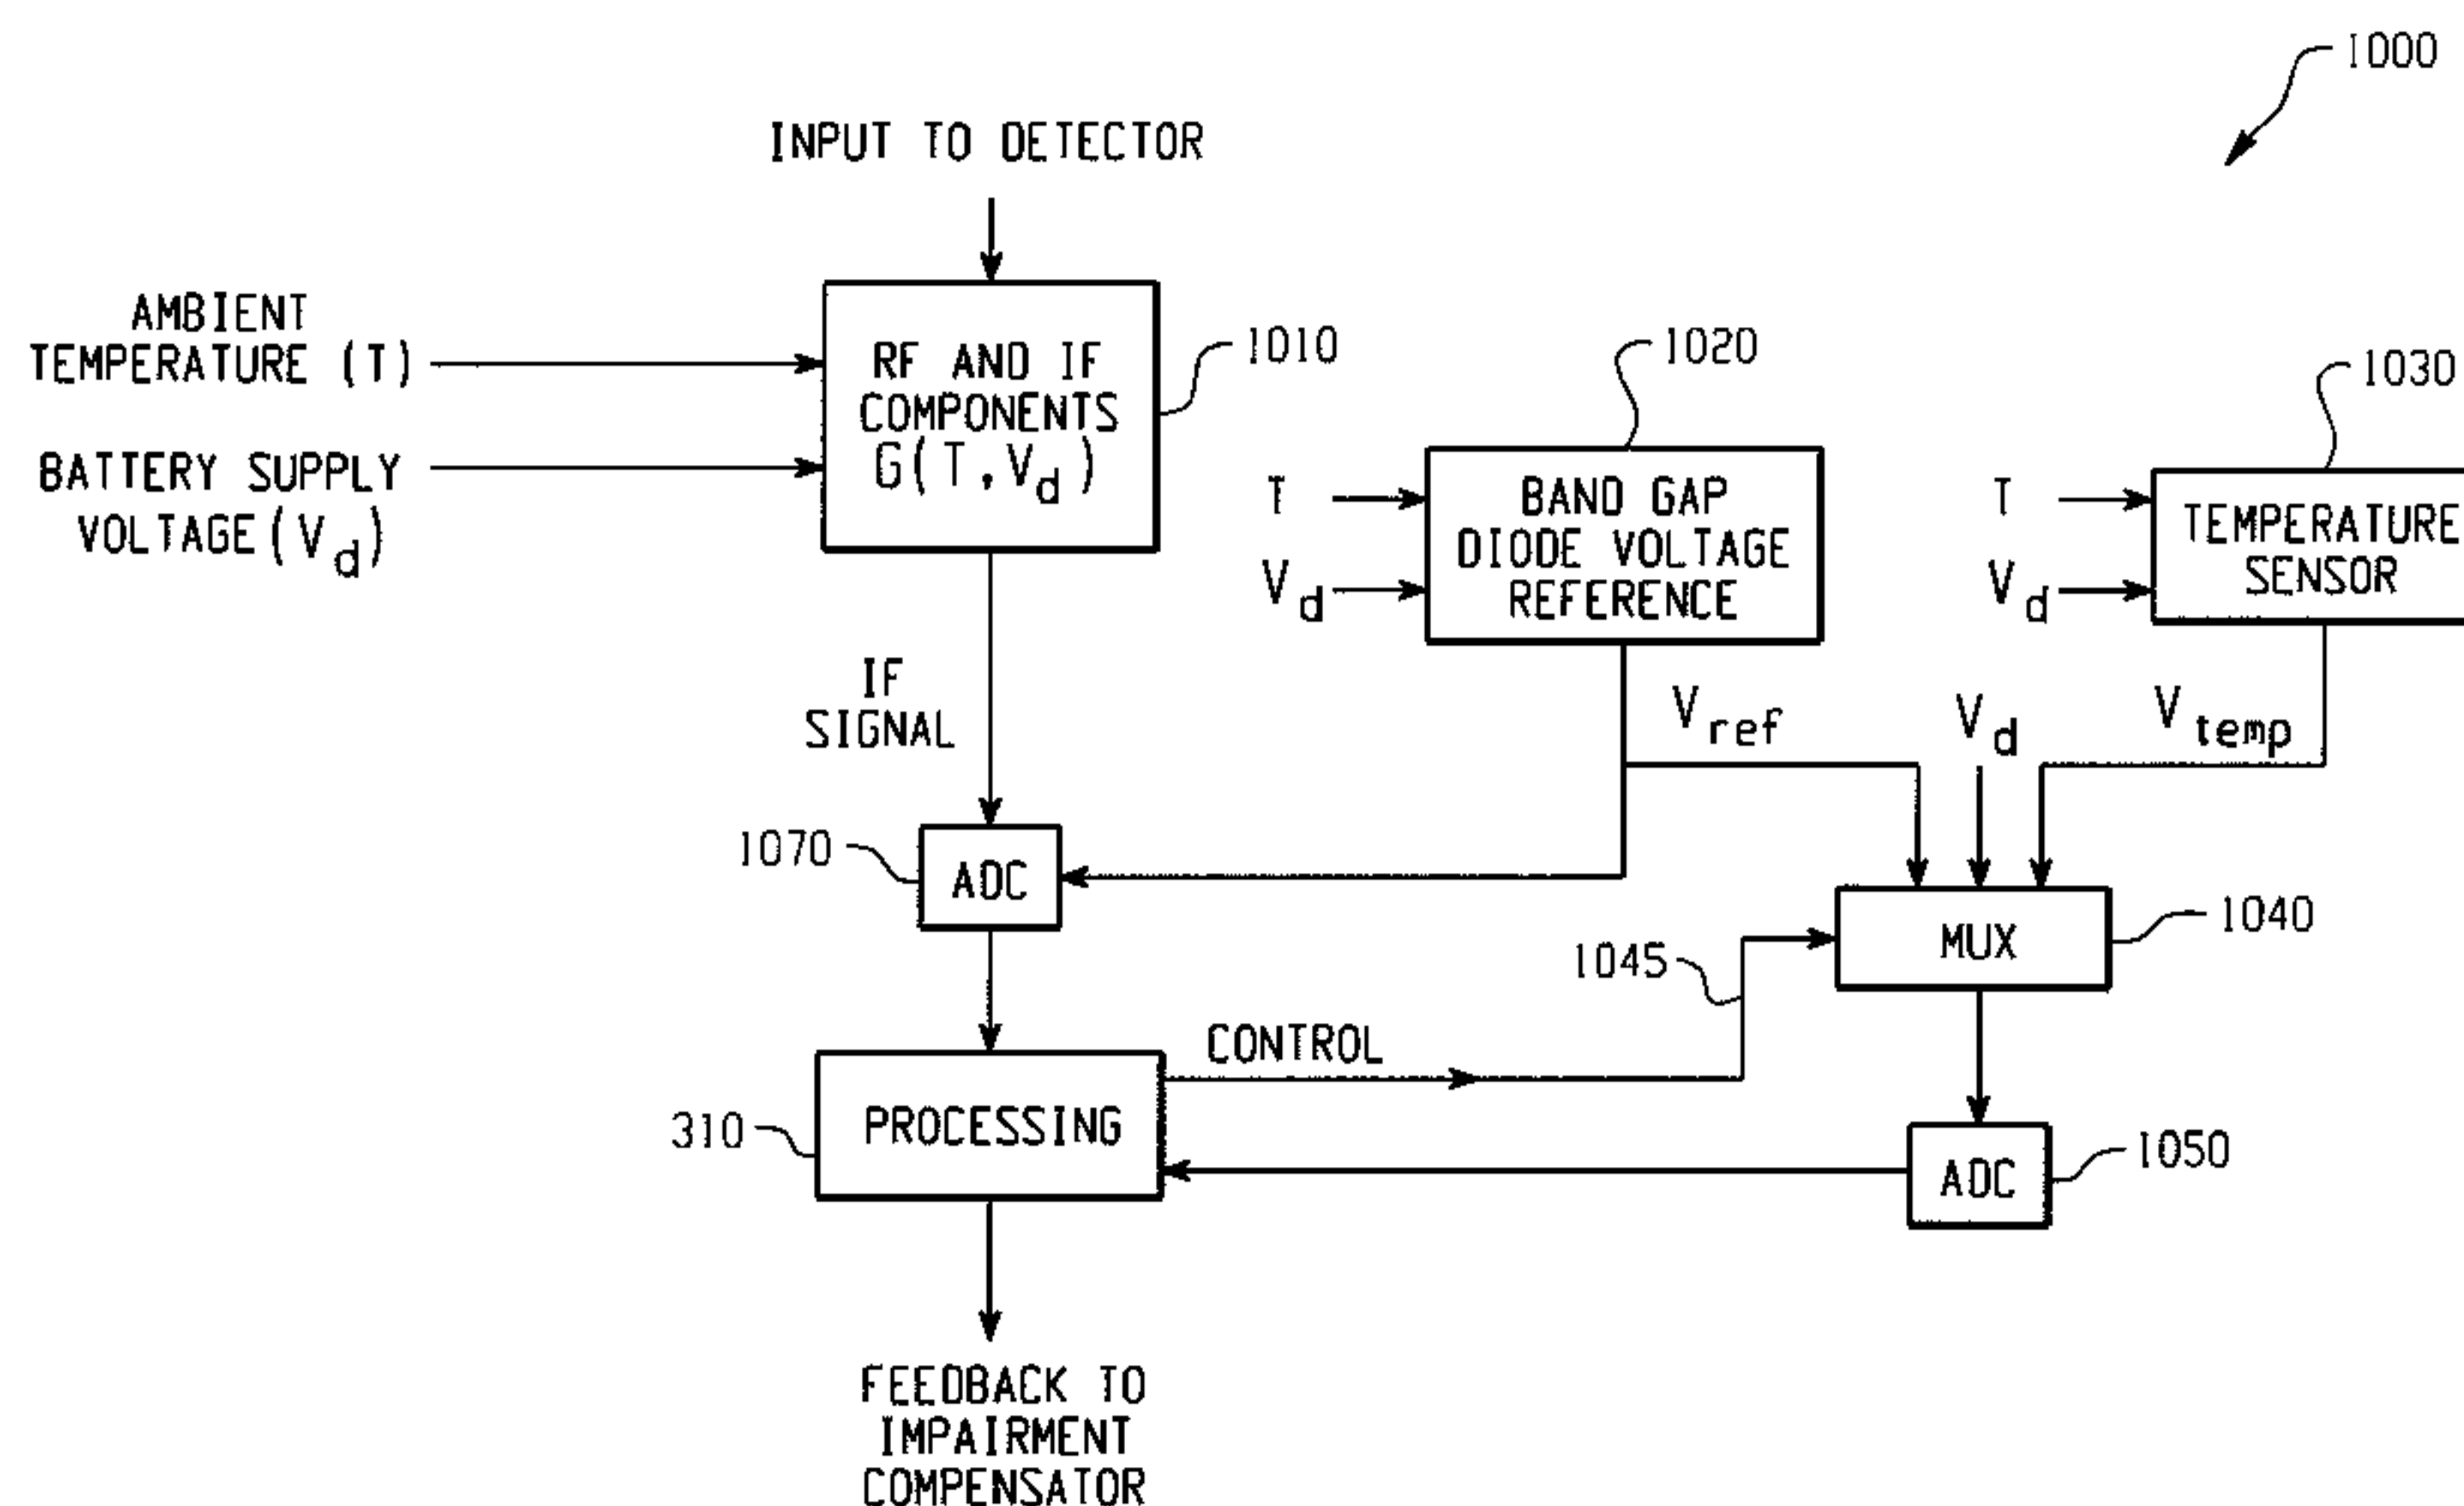 1000
INPUT TO DETECTOR
AMBIENT
TEMPERATURE (T)
BATTERY SUPPLY
VOLTAGE(Vd)
RF AND IF
COMPONENTS
G(T,Vd)
1010
1020
T
Vd
BAND GAP
DIODE VOLTAGE
REFERENCE
1030
T
Vd
TEMPERATURE
SENSOR
IF
SIGNAL
Vref
Vd
Vtemp
1070
ADC
1045
MUX
1040
CONTROL
310
PROCESSING
ADC
1050
FEEDBACK TO
IMPAIRMENT
COMPENSATOR